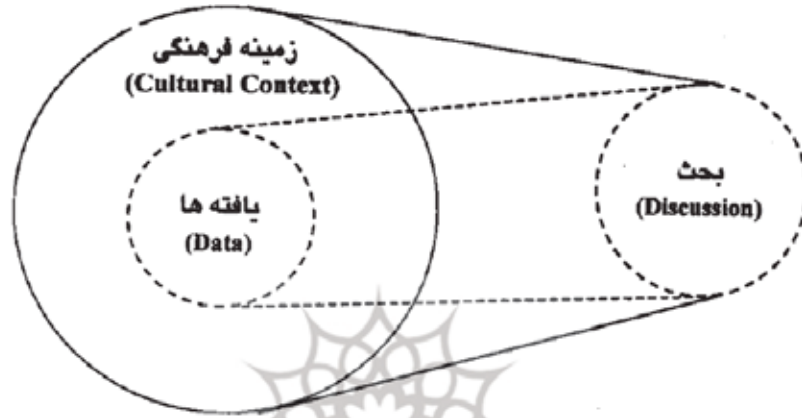 زمینه فرهنگی
(Cultural Context)
یافته ها
(Data)
بحث
(Discussion)